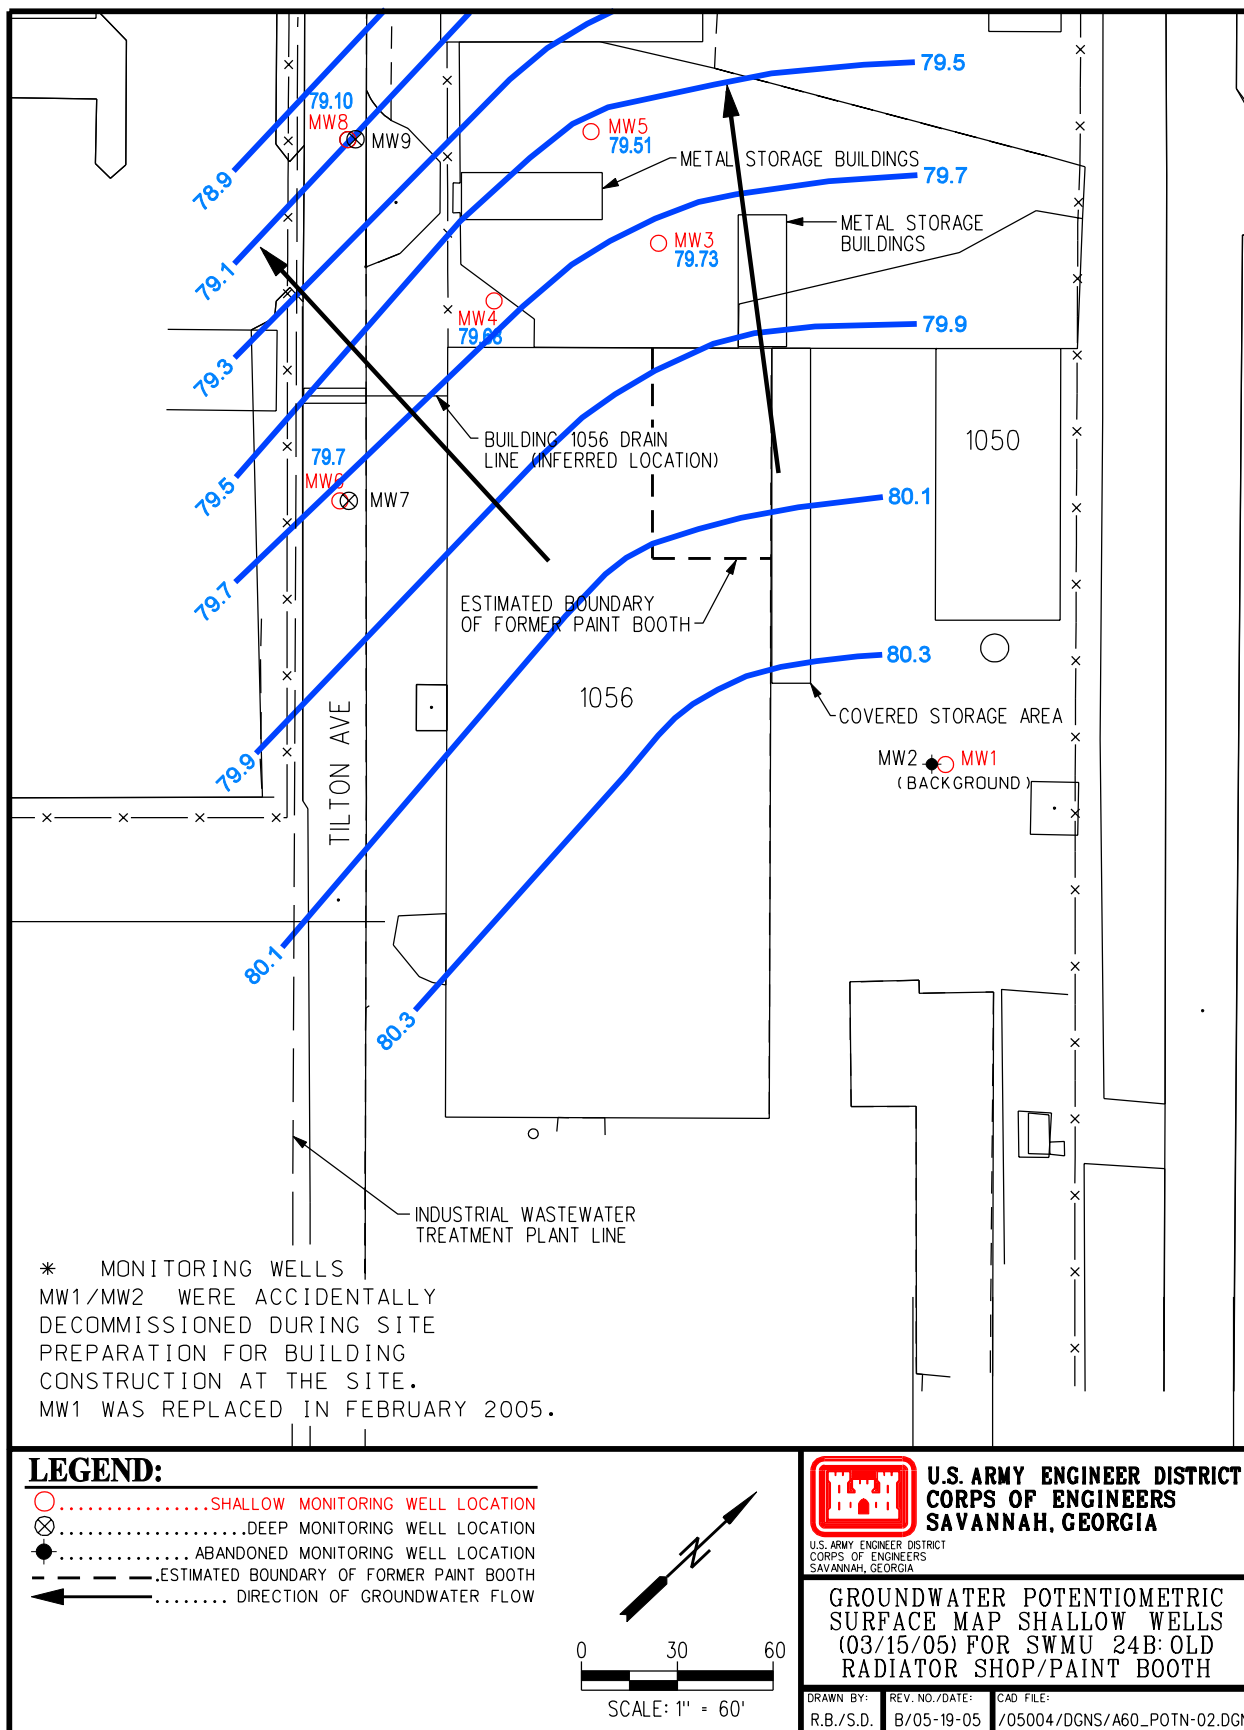 79.5
79.10
MW8
MW9
MW5
79.51
METAL STORAGE BUILDINGS
78.9
79.7
METAL STORAGE
BUILDINGS
MW3
79.73
79.1
MW4
79.68
79.9
79.3
BUILDING 1056 DRAIN
LINE (INFERRED LOCATION)
1050
79.7
MW6
MW7
79.5
80.1
79.7
ESTIMATED BOUNDARY
OF FORMER PAINT BOOTH
80.3
1056
COVERED STORAGE AREA
TILTON AVE
79.9
MW2
MW1
(BACKGROUND)
80.1
80.3
INDUSTRIAL WASTEWATER
TREATMENT PLANT LINE
* MONITORING WELLS
MW1/MW2 WERE ACCIDENTALLY
DECOMMISSIONED DURING SITE
PREPARATION FOR BUILDING
CONSTRUCTION AT THE SITE.
MW1 WAS REPLACED IN FEBRUARY 2005.
LEGEND:
................SHALLOW MONITORING WELL LOCATION
...................DEEP MONITORING WELL LOCATION
..............ABANDONED MONITORING WELL LOCATION
.ESTIMATED BOUNDARY OF FORMER PAINT BOOTH
........ DIRECTION OF GROUNDWATER FLOW
N
0 30 60
SCALE: 1" = 60'
U.S. ARMY ENGINEER DISTRICT
CORPS OF ENGINEERS
SAVANNAH, GEORGIA
U.S. ARMY ENGINEER DISTRICT
CORPS OF ENGINEERS
SAVANNAH, GEORGIA
GROUNDWATER POTENTIOMETRIC
SURFACE MAP SHALLOW WELLS
(03/15/05) FOR SWMU 24B: OLD
RADIATOR SHOP/PAINT BOOTH
DRAWN BY:
R.B./S.D.
REV. NO./DATE:
B/05-19-05
CAD FILE:
/05004/DGNS/A60_POTN-02.DGN